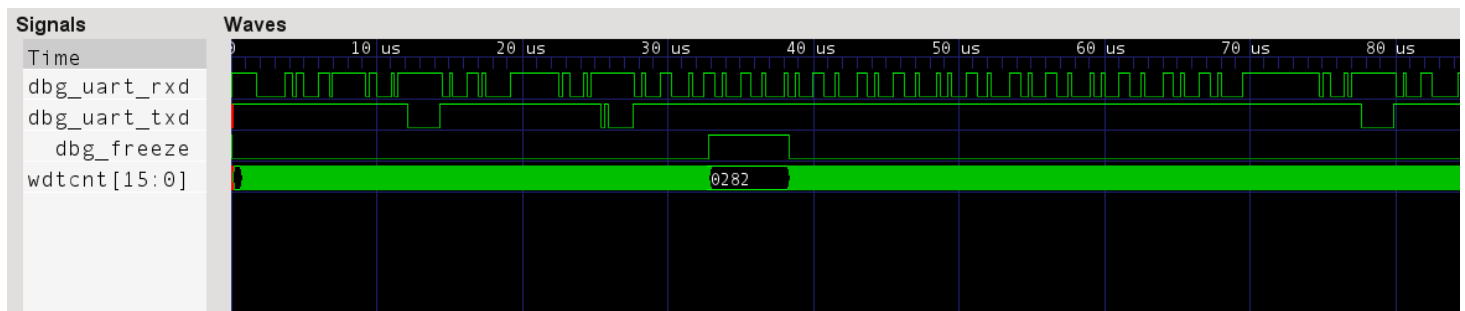 Signals Waves
Time 0 10 us 20 us 30 us 40 us 50 us 60 us 70 us 80 us
dbg_uart_rxd
dbg_uart_txd
dbg_freeze
wdtcnt[15:0] 0282